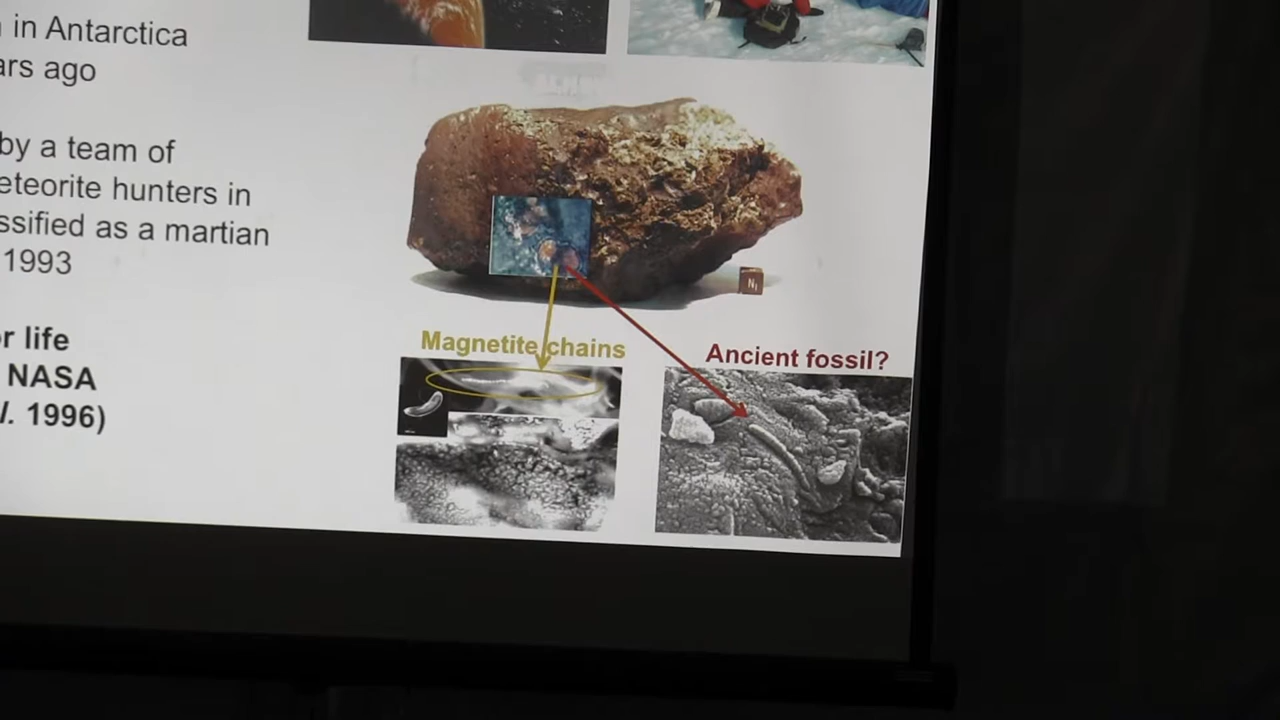 in Antarctica
ars ago
by a team of
eteorite hunters in
ssified as a martian
1993
r life
NASA
l. 1996)
Magnetite chains
Ancient fossil?
N